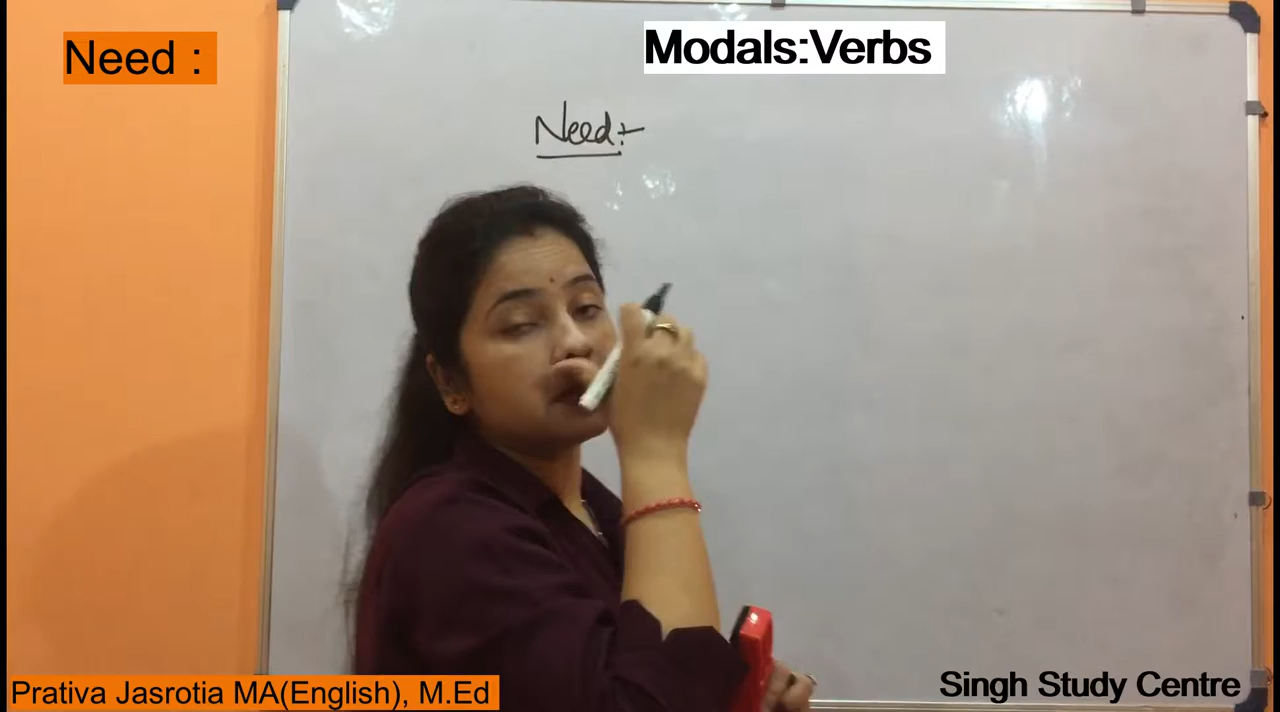 Need :
Modals:Verbs
Need:-
Prativa Jasrotia MA(English), M.Ed
Singh Study Centre